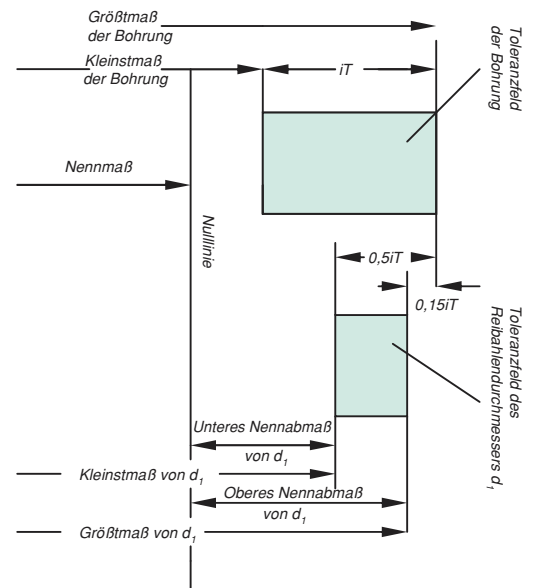 Größtmaß
der Bohrung
Kleinstmaß
der Bohrung
iT
Toleranzfeld
der Bohrung
Nennmaß
Nulllinie
0,5iT
0,15iT
Toleranzfeld des
Reibahlendurchmessers d1
Unteres Nennabmaß
von d1
Kleinstmaß von d1
Oberes Nennabmaß
von d1
Größtmaß von d1